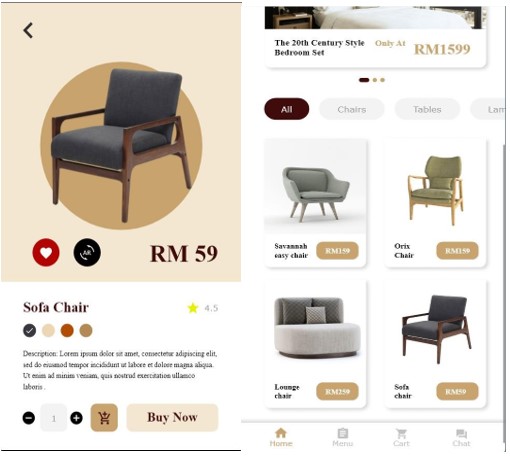 AR
RM 59
Sofa Chair
4.5
Description: Lorem ipsum dolor sit amet, consectetur adipiscing elit,
sed do eiusmod tempor incididunt ut labore et dolore magna aliqua.
Ut enim ad minim veniam, quis nostrud exercitation ullamco
laboris .
1
Buy Now
The 20th Century Style
Bedroom Set
Only At
RM1599
All
Chairs
Tables
Lam
Savannah
easy chair
RM159
Orix
Chair
RM159
Lounge
chair
RM259
Sofa
chair
RM59
Home
Menu
Cart
Chat